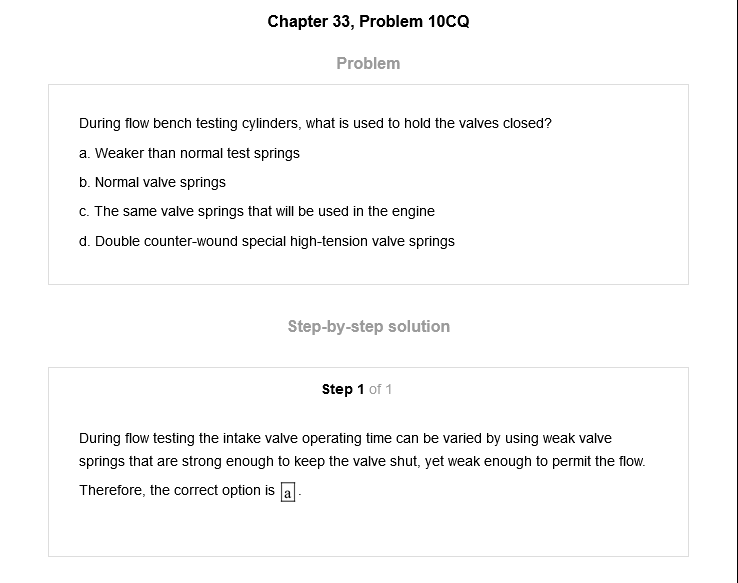 Chapter 33, Problem 10CQ
Problem
During flow bench testing cylinders, what is used to hold the valves closed?
a. Weaker than normal test springs
b. Normal valve springs
c. The same valve springs that will be used in the engine
d. Double counter-wound special high-tension valve springs
Step-by-step solution
Step 1 of 1
During flow testing the intake valve operating time can be varied by using weak valve
springs that are strong enough to keep the valve shut, yet weak enough to permit the flow.
Therefore, the correct option is a.